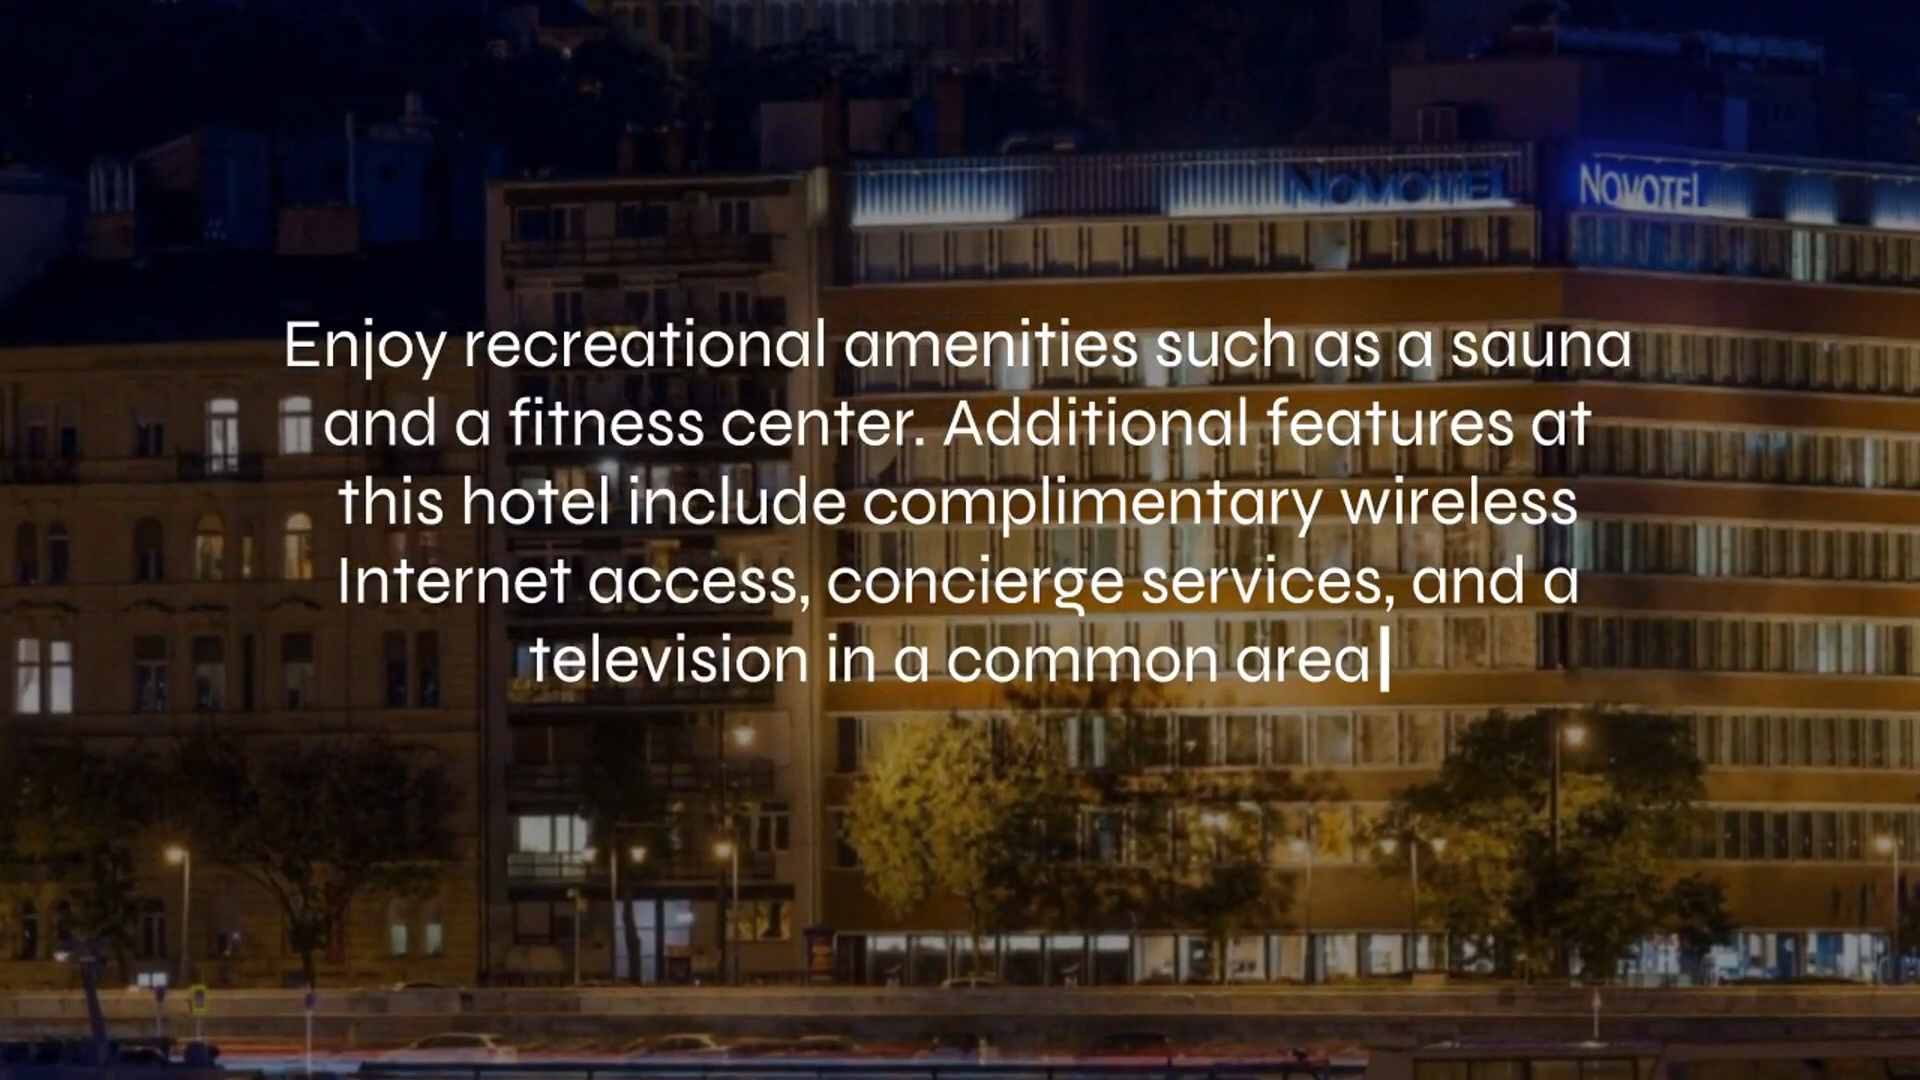 NOVOTEL NOVOTEL
Enjoy recreational amenities such as a sauna
and a fitness center. Additional features at
this hotel include complimentary wireless
Internet access, concierge services, and a
television in a common area